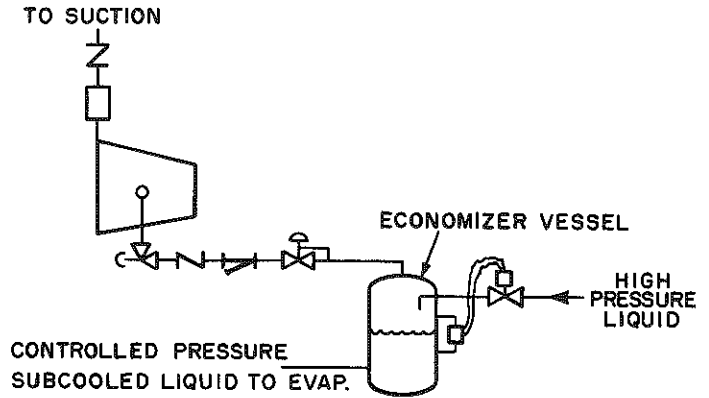 TO SUCTION
ECONOMIZER VESSEL
HIGH
PRESSURE
LIQUID
CONTROLLED PRESSURE
SUBCOOLED LIQUID TO EVAP.